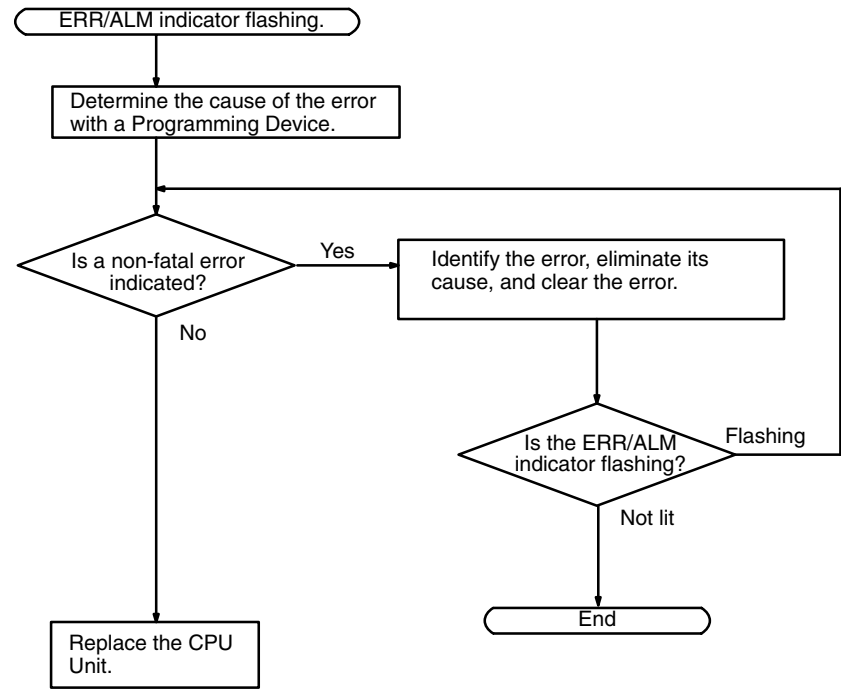 ERR/ALM indicator flashing.
Determine the cause of the error
with a Programming Device.
Is a non-fatal error
indicated?
Yes
Identify the error, eliminate its
cause, and clear the error.
No
Is the ERR/ALM
indicator flashing?
Flashing
Not lit
End
Replace the CPU
Unit.